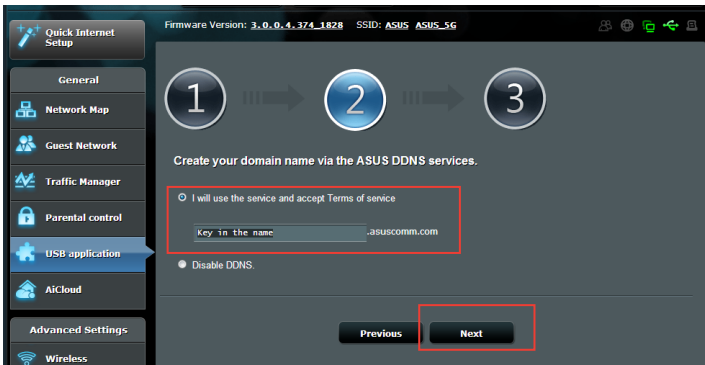 Quick Internet
Setup
Firmware Version: 3.0.0.4.374_1828 SSID: ASUS ASUS_5G
General
Network Map
Guest Network
Traffic Manager
Parental control
USB application
AiCloud
Advanced Settings
Wireless
1
2
3
Create your domain name via the ASUS DDNS services.
I will use the service and accept Terms of service
Key in the name .asuscomm.com
Disable DDNS.
Previous Next